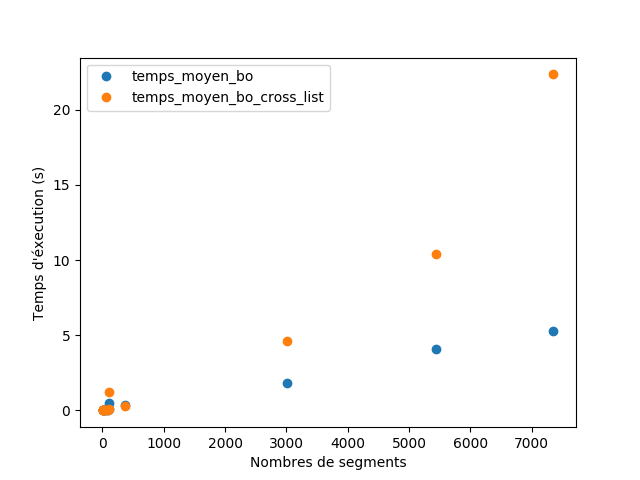 temps_moyen_bo
temps_moyen_bo_cross_list
Temps d'éxecution (s)
20
15
10
5
0
0 1000 2000 3000 4000 5000 6000 7000
Nombres de segments